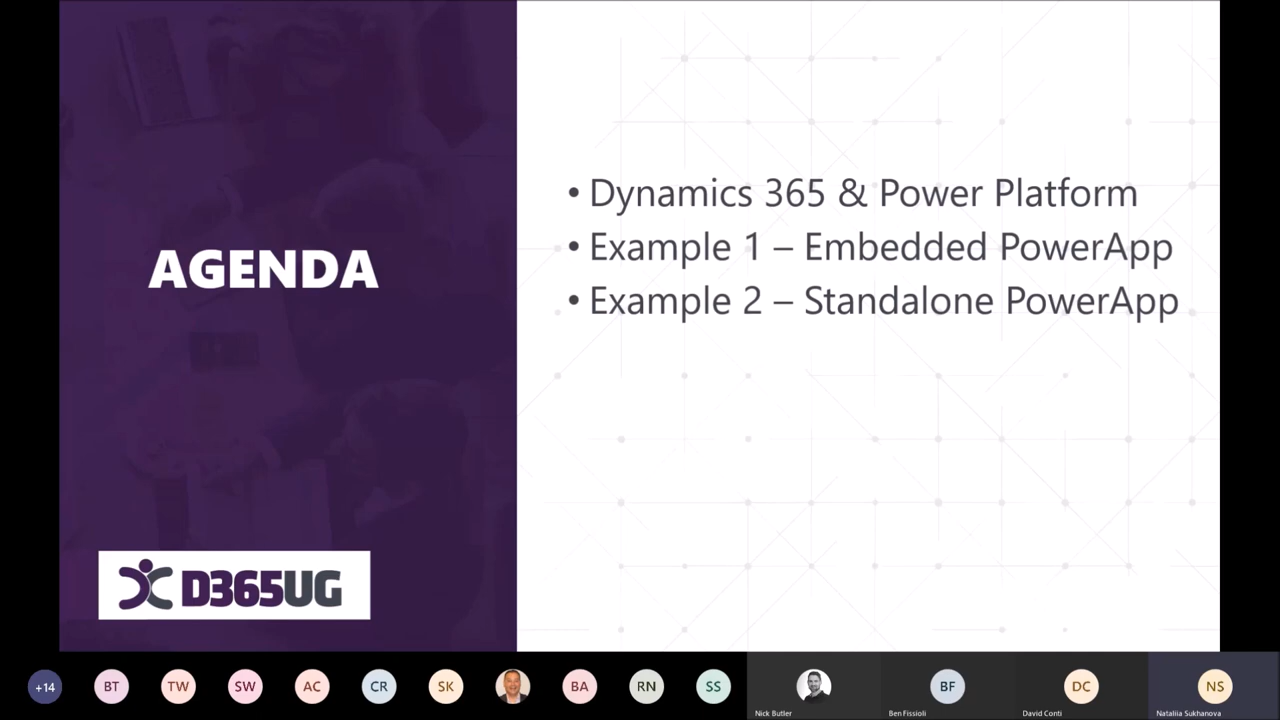 AGENDA
• Dynamics 365 & Power Platform
• Example 1 – Embedded PowerApp
• Example 2 – Standalone PowerApp
D365UG
+14
BT
TW
SW
AC
CR
SK
BA
RN
SS
Nick Butler
BF
Ben Fissioli
DC
David Conti
NS
Nataliia Sukhanova